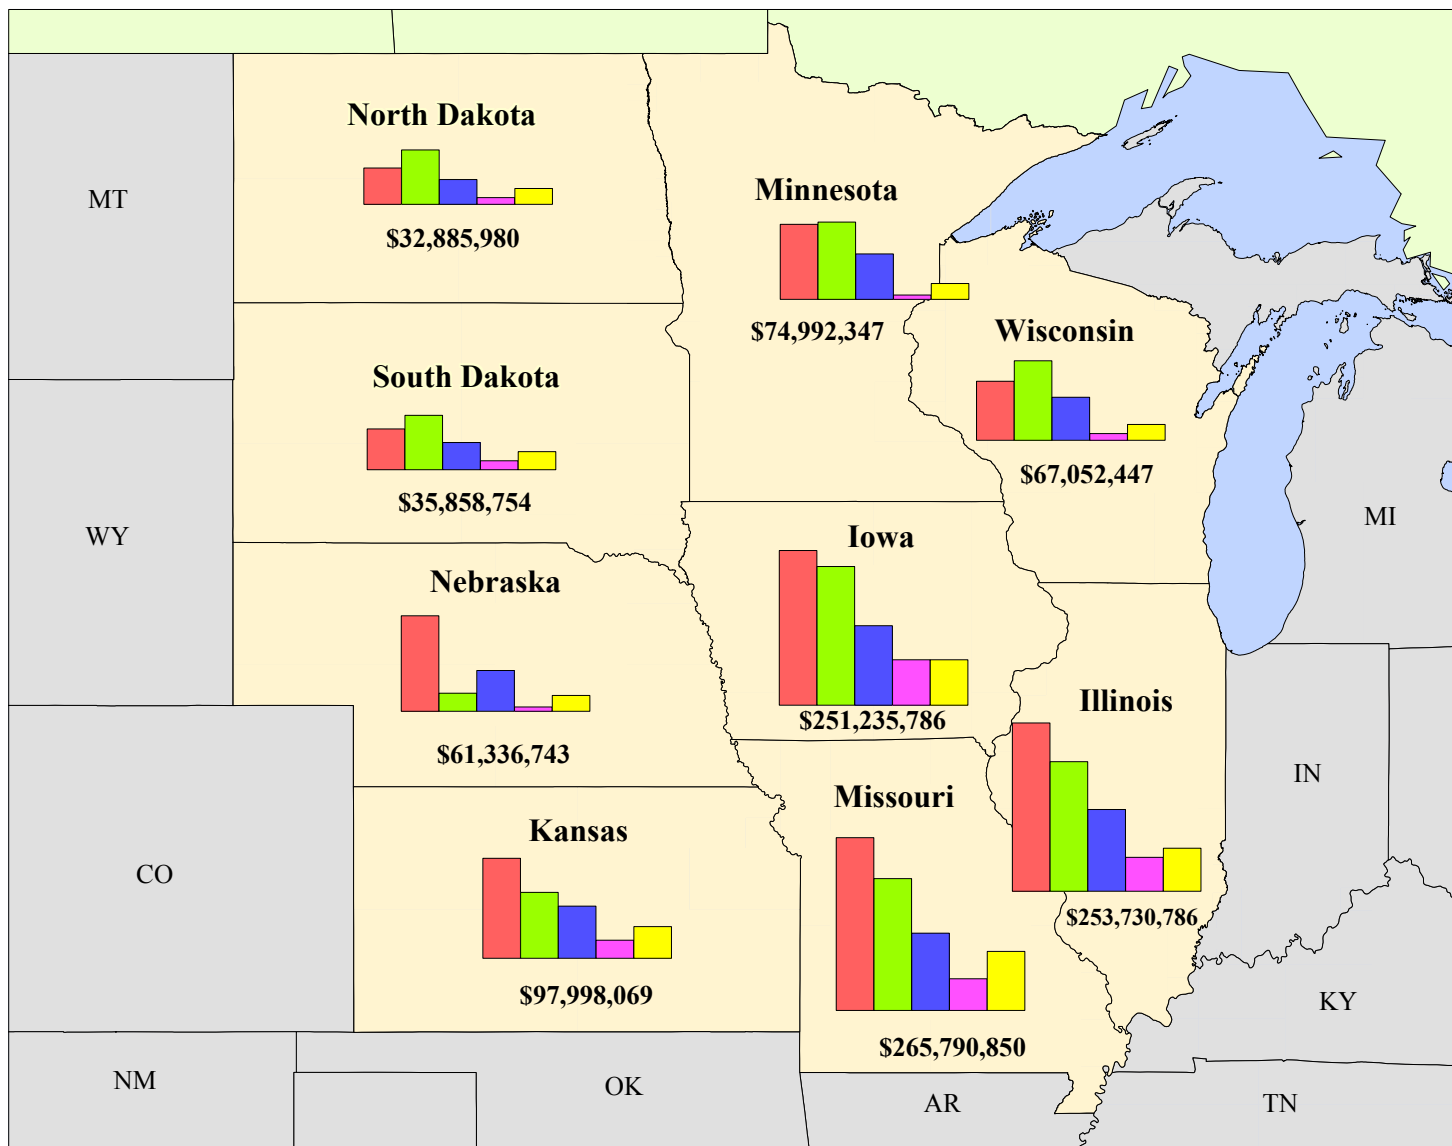 North Dakota
MT
Minnesota
$32,885,980
$74,992,347
Wisconsin
South Dakota
$67,052,447
$35,858,754
MI
WY
Iowa
Nebraska
Illinois
$251,235,786
$61,336,743
IN
Missouri
Kansas
CO
$253,730,786
$97,998,069
KY
$265,790,850
NM
OK
AR
TN